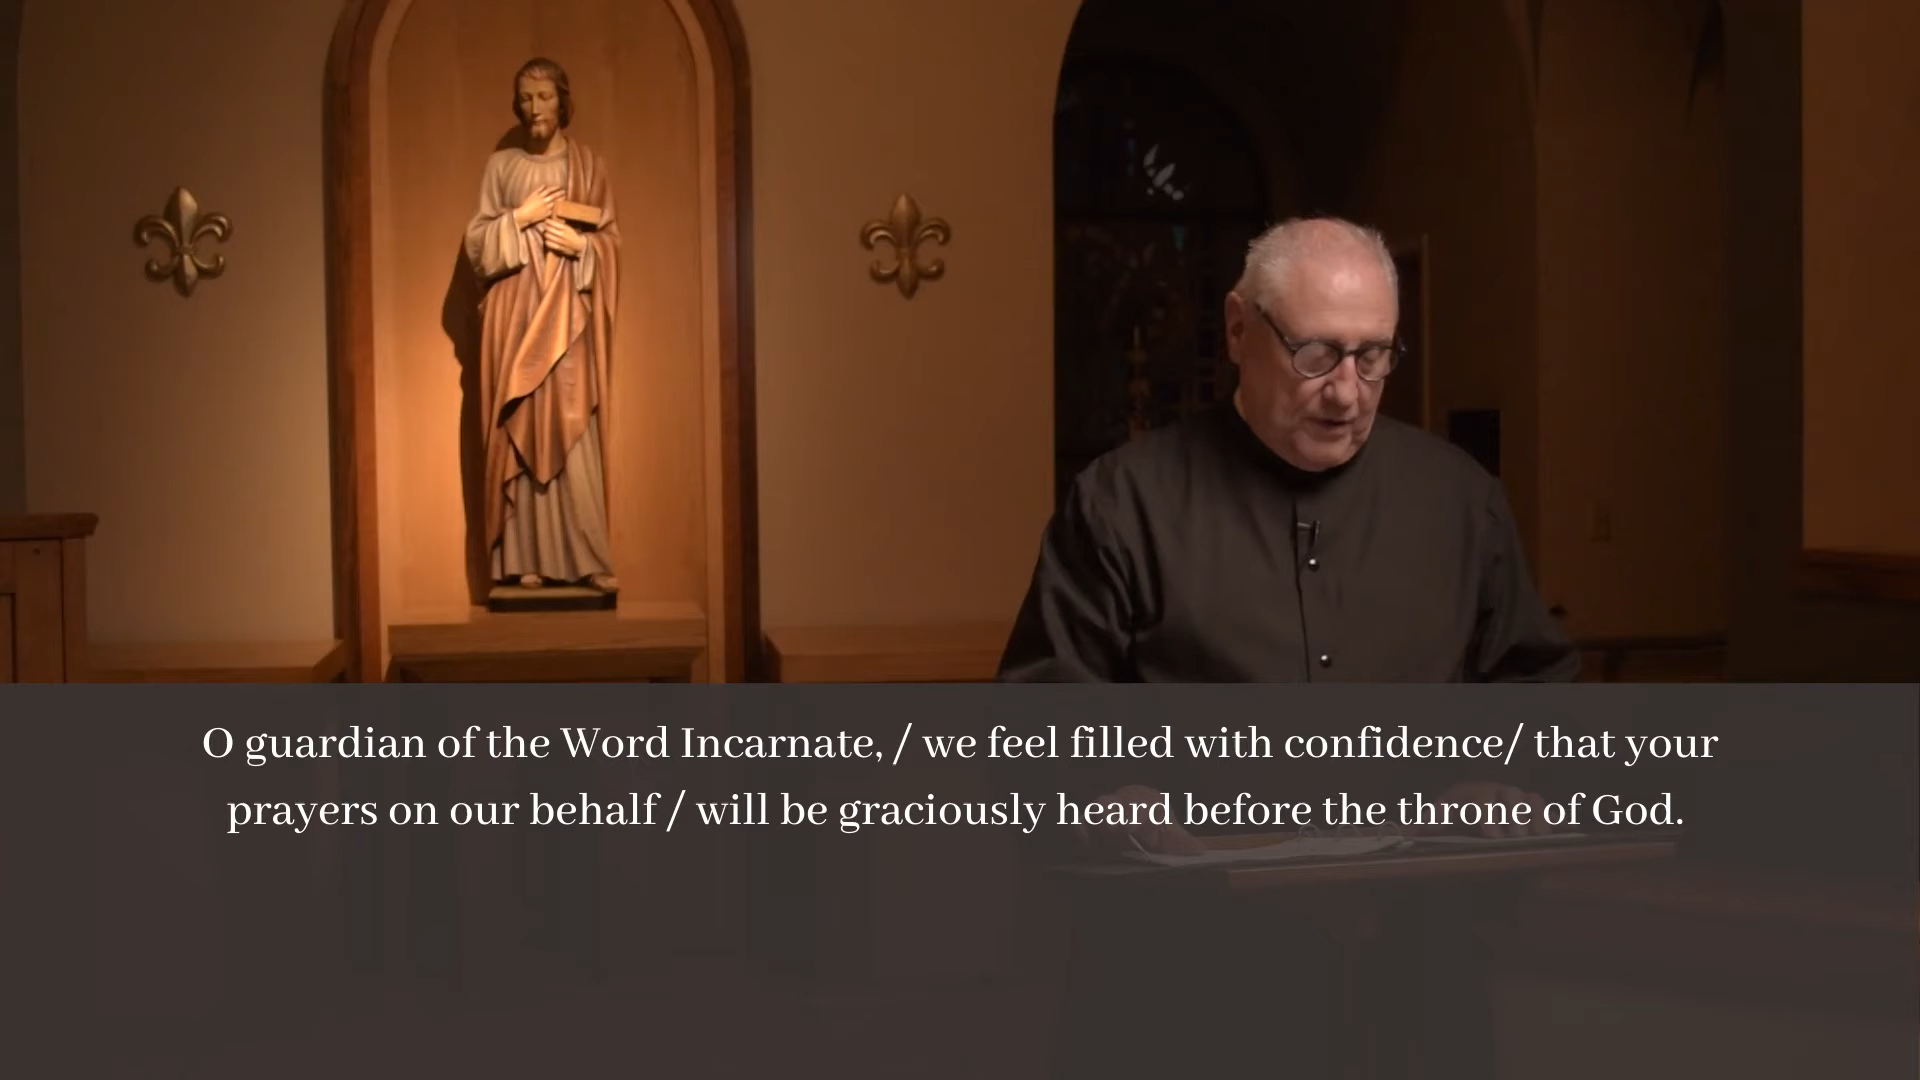 O guardian of the Word Incarnate, / we feel filled with confidence/ that your
prayers on our behalf / will be graciously heard before the throne of God.